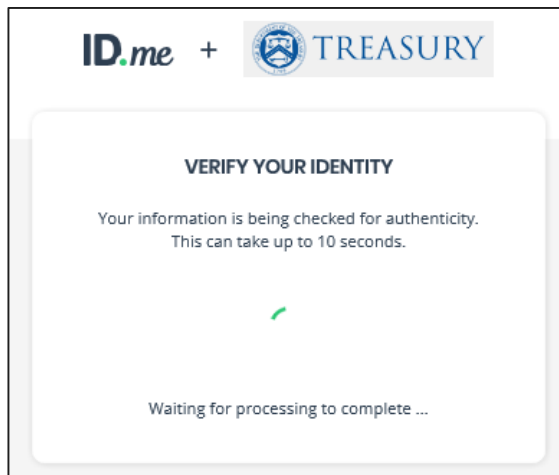 ID.me + TREASURY
VERIFY YOUR IDENTITY
Your information is being checked for authenticity.
This can take up to 10 seconds.
Waiting for processing to complete ...